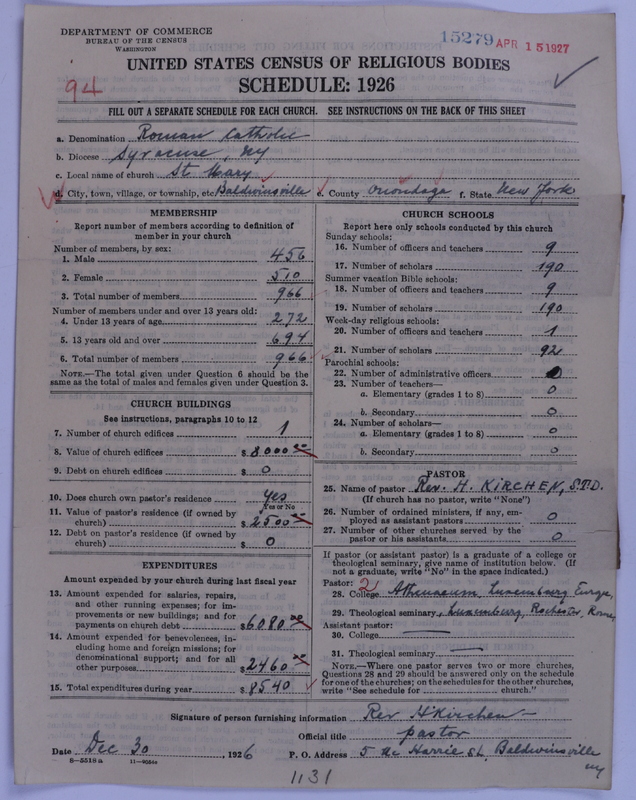 DEPARTMENT OF COMMERCE
BUREAU OF THE CENSUS
WASHINGTON
15279 APR 15 1927
94
UNITED STATES CENSUS OF RELIGIOUS BODIES
SCHEDULE: 1926
FILL OUT A SEPARATE SCHEDULE FOR EACH CHURCH. SEE INSTRUCTIONS ON THE BACK OF THIS SHEET
a. Denomination Roman Catholic
b. Diocese Syracuse, NY
c. Local name of church St Mary
d. City, town, village, or township, etc. Baldwinsville e. County Onondaga f. State New York
MEMBERSHIP
Report number of members according to definition of
member in your church
Number of members, by sex:
1. Male 456
2. Female 510
3. Total number of members 966
Number of members under and over 13 years old:
4. Under 13 years of age 272
5. 13 years old and over 694
6. Total number of members 966
NOTE.—The total given under Question 6 should be
same as the total of males and females given under Question 3.
CHURCH BUILDINGS
See instructions, paragraphs 10 to 12
7. Number of church edifices 1
8. Value of church edifices $ 8000 00
9. Debt on church edifices $ 0
10. Does church own pastor's residence yes
Yes or No
11. Value of pastor's residence (if owned by
church) $ 2500 00
12. Debt on pastor's residence (if owned by
church) $ 0
EXPENDITURES
Amount expended by your church during last fiscal year
13. Amount expended for salaries, repairs,
and other running expenses; for im-
provements or new buildings; and for
payments on church debt $ 6080 00
14. Amount expended for benevolences, in-
cluding home and foreign missions; for
denominational support; and for all
other purposes $ 2460 00
15. Total expenditures during year $ 8540
CHURCH SCHOOLS
Report here only schools conducted by this church
Sunday schools:
16. Number of officers and teachers 9
17. Number of scholars 190
Summer vacation Bible schools:
18. Number of officers and teachers 9
19. Number of scholars 190
Week-day religious schools:
20. Number of officers and teachers 1
21. Number of scholars 92
Parochial schools:
22. Number of administrative officers 0
23. Number of teachers—
a. Elementary (grades 1 to 8) 0
b. Secondary 0
24. Number of scholars—
a. Elementary (grades 1 to 8) 0
b. Secondary 0
PASTOR
25. Name of pastor Rev. H. KIRCHEN, S.T.D.
(If church has no pastor, write "None")
26. Number of ordained ministers, if any, em-
ployed as assistant pastors 0
27. Number of other churches served by the
pastor or his assistants 0
If pastor (or assistant pastor) is a graduate of a college or
theological seminary, give name of institution below. (If
not a graduate, write "No" in the space indicated.)
Pastor: 2
28. College Athenaeum Luxemburg Europe,
29. Theological seminary Luxemburg, Rochester, Rome,
Assistant pastor:
30. College
31. Theological seminary
NOTE.—Where one pastor serves two or more churches,
Questions 28 and 29 should be answered only on the schedule
for one of the churches; on the schedules for the other churches,
write "See schedule for church."
Signature of person furnishing information Rev H Kirchen
Official title pastor
Date Dec 30, 1926 P. O. Address 5 Mc Harrie St, Baldwinsville
NY
8—5518a 11—9056a
1131